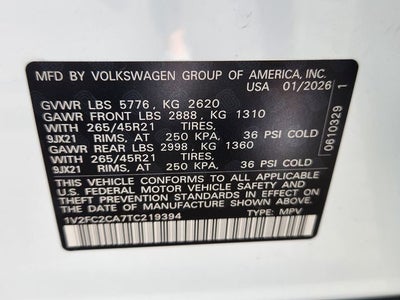 MFD. BY VOLKSWAGEN GROUP OF AMERICA, INC.
USA 01/2026
GVWR LBS 5776, KG 2620
GAWR FRONT LBS 2888, KG 1310
WITH 265/45R21 TIRES,
9JX21 RIMS, AT 250 KPA, 36 PSI COLD
GAWR REAR LBS 2998, KG 1360
WITH 265/45R21 TIRES,
9JX21 RIMS, AT 250 KPA, 36 PSI COLD
THIS VEHICLE CONFORMS TO ALL APPLICABLE
U.S. FEDERAL MOTOR VEHICLE SAFETY AND
THEFT PREVENTION STANDARDS IN EFFECT
ON THE DATE OF MANUFACTURE SHOWN ABOVE
1V2FC2CA7TC219394
TYPE: MPV
0610329 1